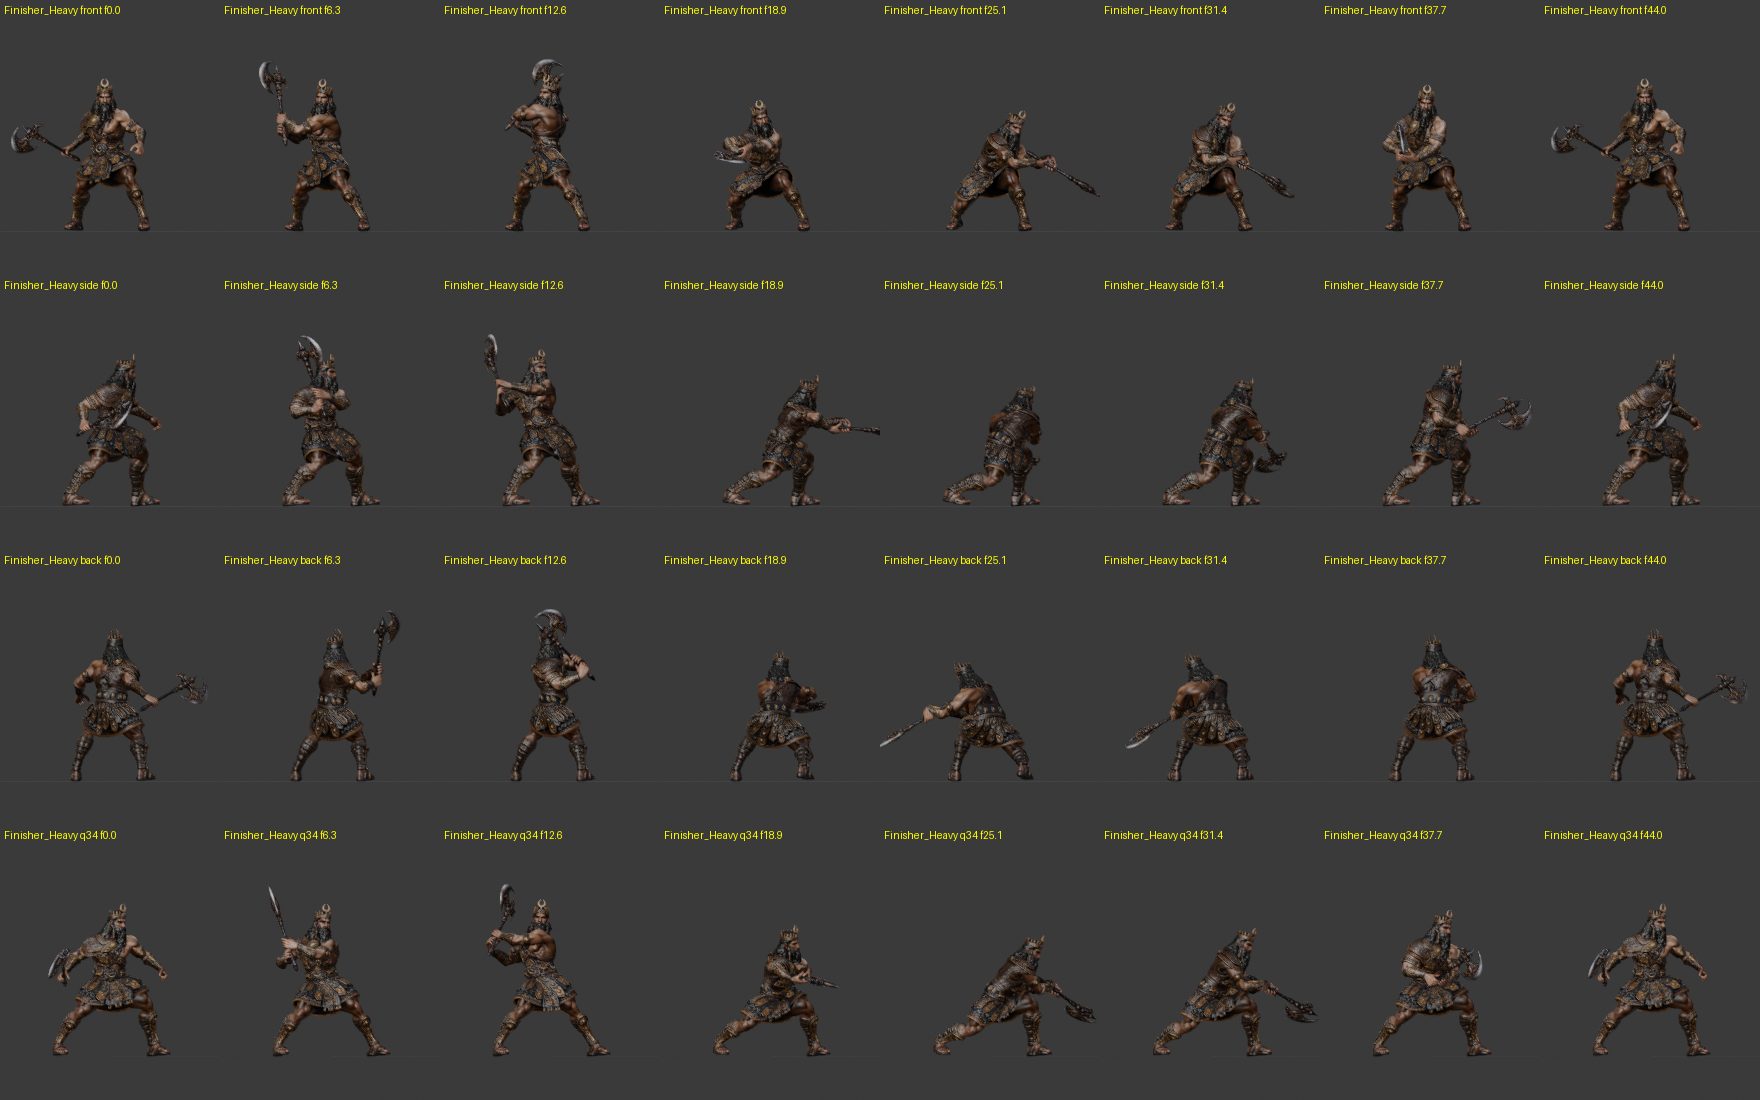 Finisher_Heavy front f0.0
Finisher_Heavy front f6.3
Finisher_Heavy front f12.6
Finisher_Heavy front f18.9
Finisher_Heavy front f25.1
Finisher_Heavy front f31.4
Finisher_Heavy front f37.7
Finisher_Heavy front f44.0
Finisher_Heavy side f0.0
Finisher_Heavy side f6.3
Finisher_Heavy side f12.6
Finisher_Heavy side f18.9
Finisher_Heavy side f25.1
Finisher_Heavy side f31.4
Finisher_Heavy side f37.7
Finisher_Heavy side f44.0
Finisher_Heavy back f0.0
Finisher_Heavy back f6.3
Finisher_Heavy back f12.6
Finisher_Heavy back f18.9
Finisher_Heavy back f25.1
Finisher_Heavy back f31.4
Finisher_Heavy back f37.7
Finisher_Heavy back f44.0
Finisher_Heavy q34 f0.0
Finisher_Heavy q34 f6.3
Finisher_Heavy q34 f12.6
Finisher_Heavy q34 f18.9
Finisher_Heavy q34 f25.1
Finisher_Heavy q34 f31.4
Finisher_Heavy q34 f37.7
Finisher_Heavy q34 f44.0